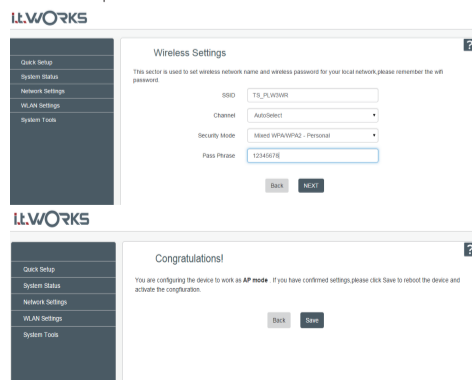 i.t.WORKS
?
Wireless Settings
Quick Setup
System Status
Network Settings
WLAN Settings
System Tools
This sector is used to set wireless network name and wireless password for your local network,please remember the wifi
password.
SSID TS_PLW3WR
Channel AutoSelect
Security Mode Mixed WPA/WPA2 - Personal
Pass Phrase 12345678
Back NEXT
i.t.WORKS
?
Congratulations!
Quick Setup
System Status
Network Settings
WLAN Settings
System Tools
You are configuring the device to work as AP mode . If you have confirmed settings,please click Save to reboot the device and
activate the congfiuration.
Back Save